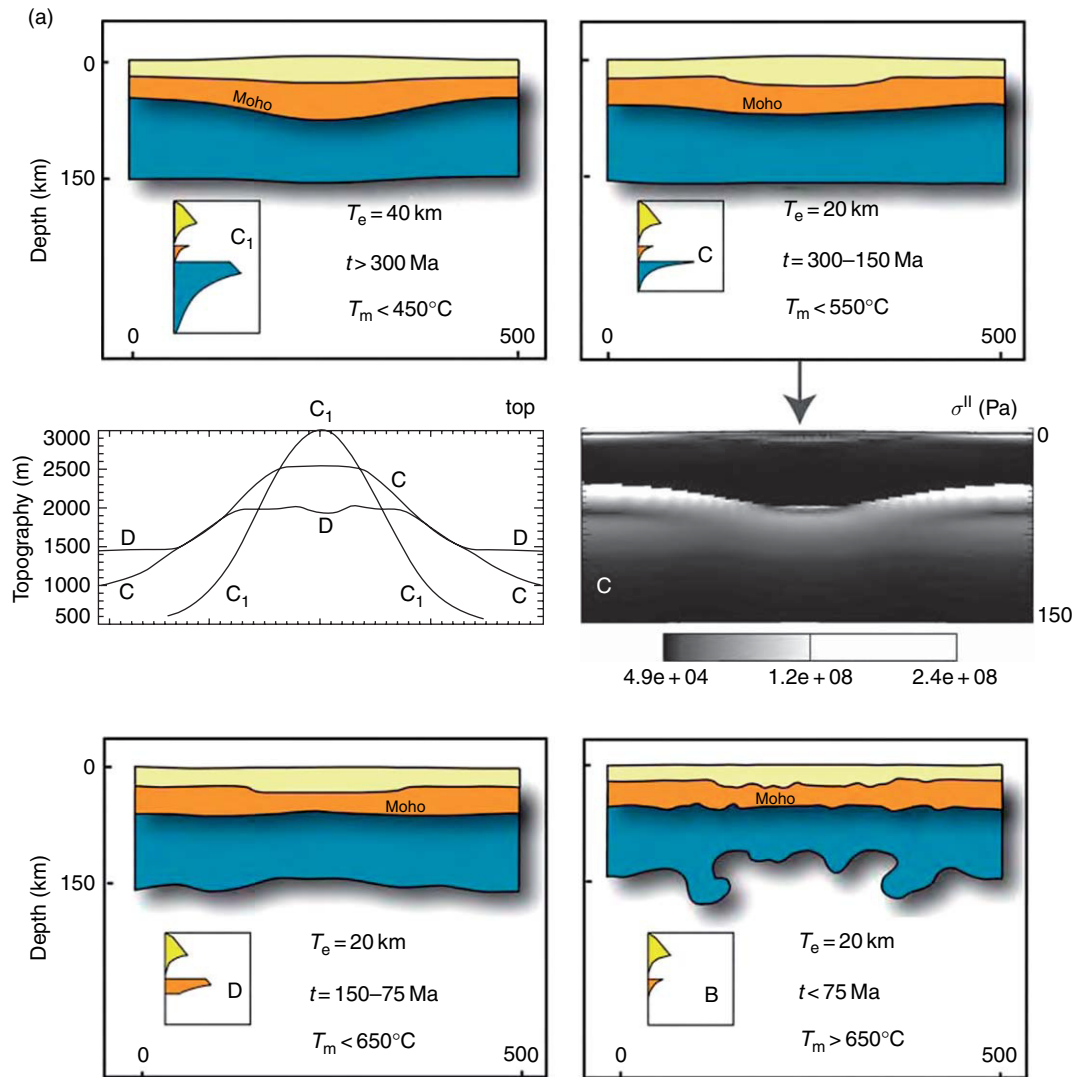 (a)
0
Moho
Depth (km)
150
C₁
Tₑ = 40 km
t > 300 Ma
Tₘ < 450°C
0
500
Moho
C
Tₑ = 20 km
t = 300–150 Ma
Tₘ < 550°C
0
500
C₁
top
3000
2500
2000
1500
1000
500
Topography (m)
C
D
D
D
C
C
C₁
C₁
σᴵᴵ (Pa)
0
C
150
4.9e + 04
1.2e + 08
2.4e + 08
0
Moho
Depth (km)
150
D
Tₑ = 20 km
t = 150–75 Ma
Tₘ < 650°C
0
500
Moho
B
Tₑ = 20 km
t < 75 Ma
Tₘ > 650°C
0
500